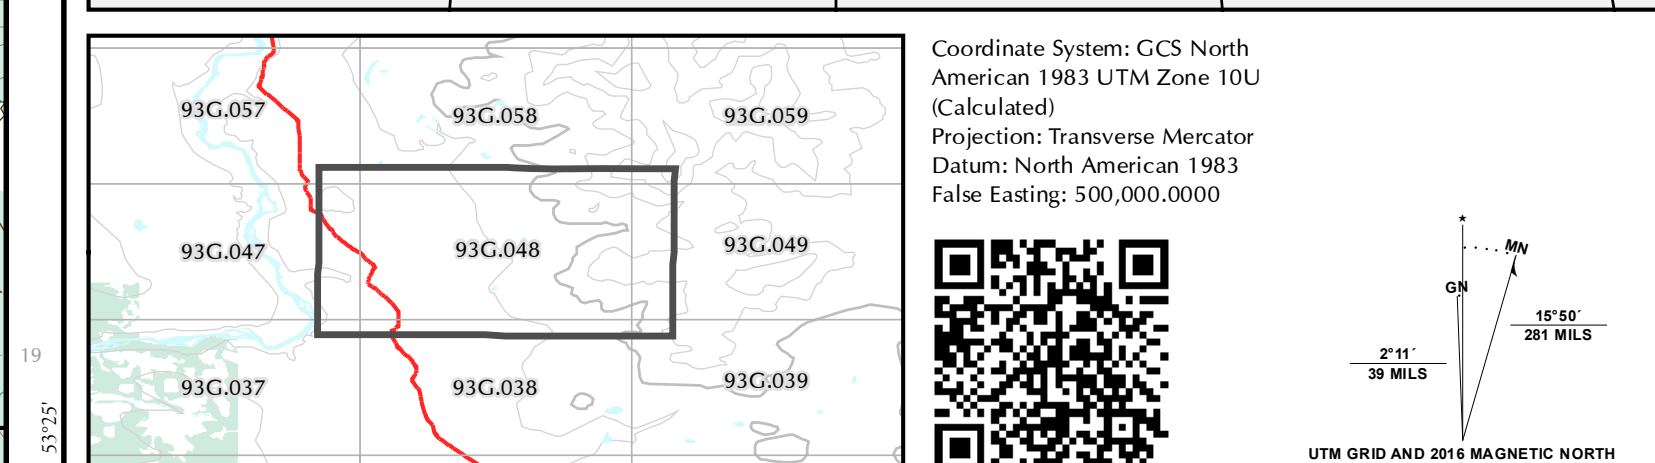 93G.057
93G.058
93G.059
93G.047
93G.048
93G.049
93G.037
93G.038
93G.039
19
53°25'
Coordinate System: GCS North
American 1983 UTM Zone 10U
(Calculated)
Projection: Transverse Mercator
Datum: North American 1983
False Easting: 500,000.0000
MN
GN
15°50´
281 MILS
2°11´
39 MILS
UTM GRID AND 2016 MAGNETIC NORTH